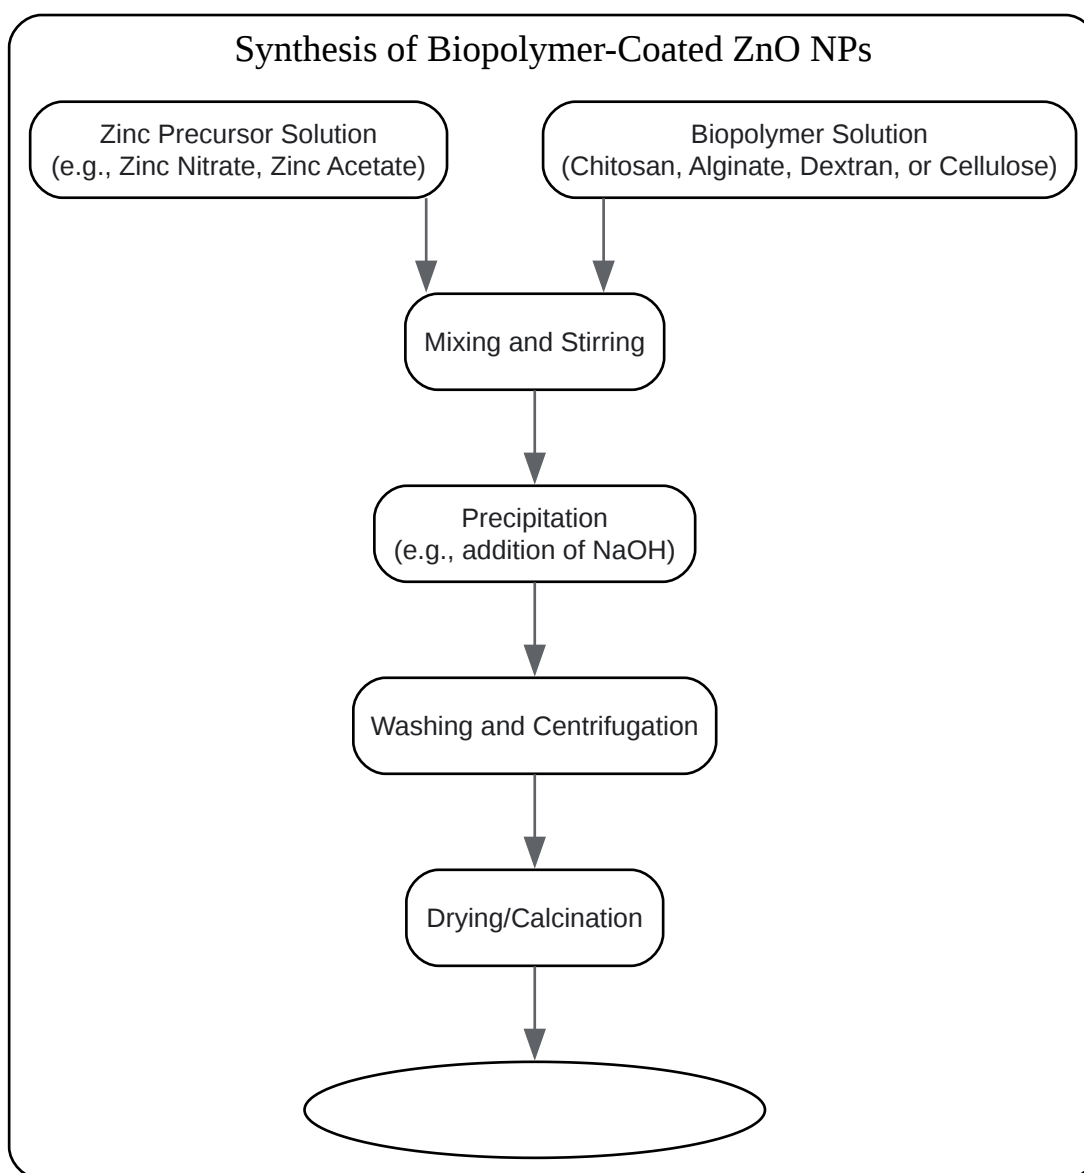 Synthesis of Biopolymer-Coated ZnO NPs
Zinc Precursor Solution
(e.g., Zinc Nitrate, Zinc Acetate)
Biopolymer Solution
(Chitosan, Alginate, Dextran, or Cellulose)
Mixing and Stirring
Precipitation
(e.g., addition of NaOH)
Washing and Centrifugation
Drying/Calcination